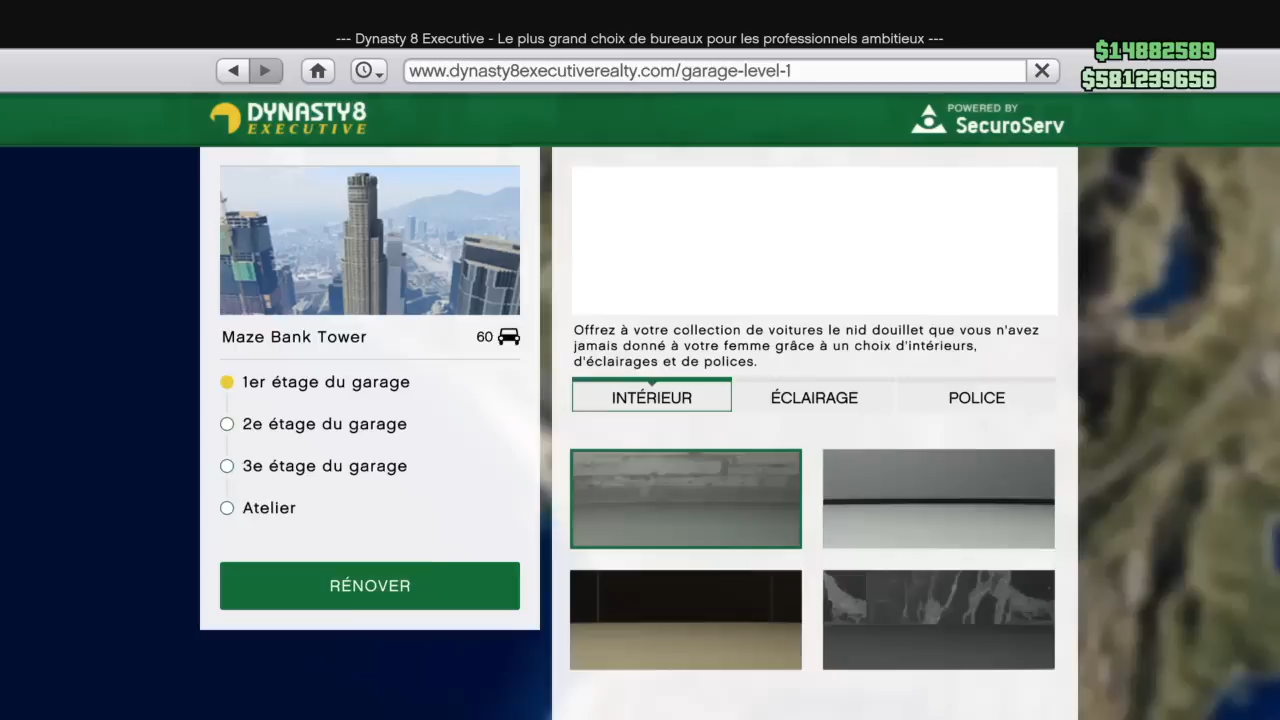 --- Dynasty 8 Executive - Le plus grand choix de bureaux pour les professionnels ambitieux ---
$14882589
www.dynasty8executiverealty.com/garage-level-1
$581239656
DYNASTY 8
EXECUTIVE
POWERED BY
SecuroServ
Maze Bank Tower
60
1er étage du garage
2e étage du garage
3e étage du garage
Atelier
RÉNOVER
Offrez à votre collection de voitures le nid douillet que vous n'avez
jamais donné à votre femme grâce à un choix d'intérieurs,
d'éclairages et de polices.
INTÉRIEUR
ÉCLAIRAGE
POLICE